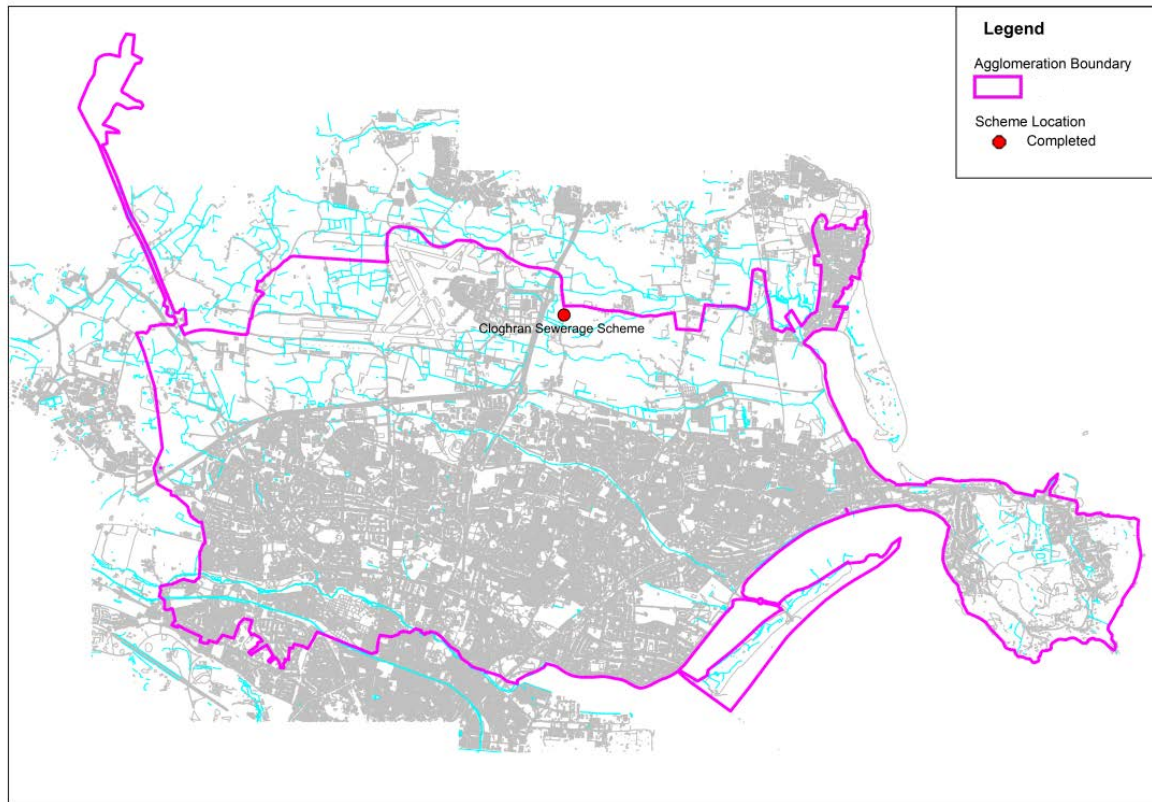 Legend
Agglomeration Boundary
Scheme Location
Completed
Cloghran Sewerage Scheme